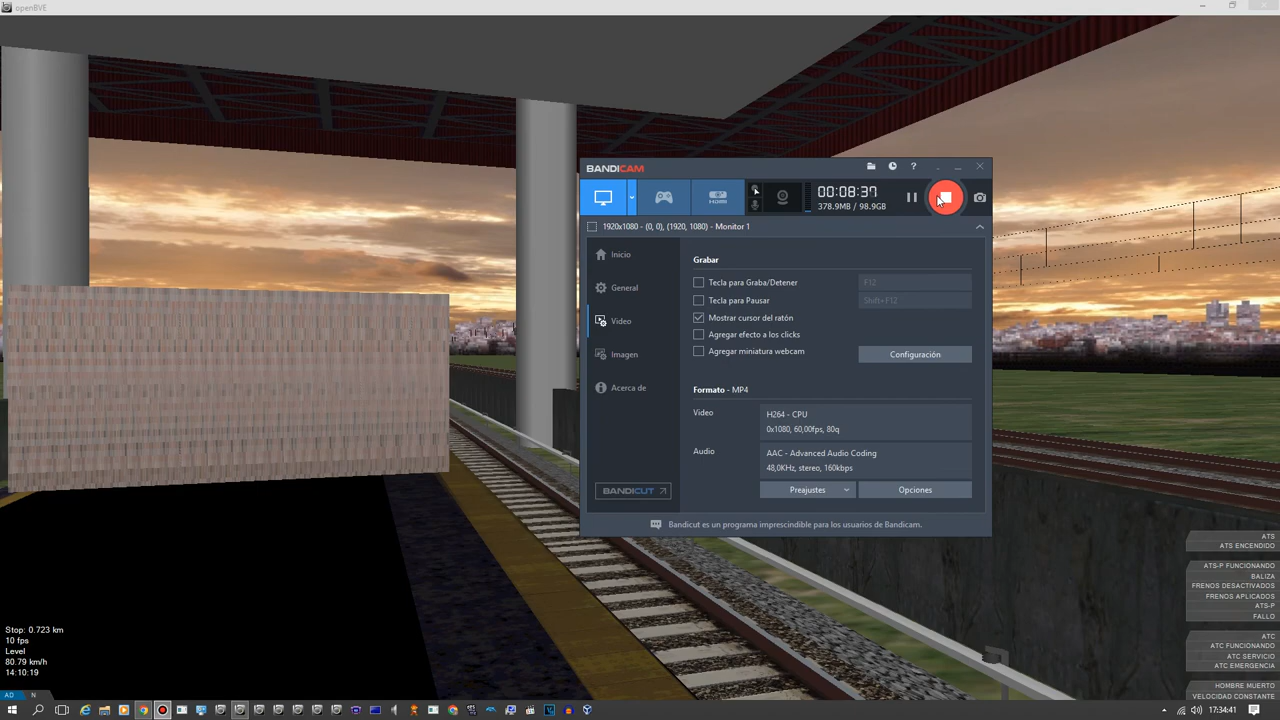 openBVE
BANDICAM
HDMI
00:08:37
378.9MB / 98.9GB
1920x1080 - (0, 0), (1920, 1080) - Monitor 1
Inicio
General
Video
Imagen
Acerca de
BANDICUT
Grabar
Tecla para Graba/Detener
F12
Tecla para Pausar
Shift+F12
Mostrar cursor del ratón
Agregar efecto a los clicks
Agregar miniatura webcam
Configuración
Formato - MP4
Video
H264 - CPU
0x1080, 60,00fps, 80q
Audio
AAC - Advanced Audio Coding
48,0KHz, stereo, 160kbps
Preajustes
Opciones
Bandicut es un programa imprescindible para los usuarios de Bandicam.
ATS
ATS ENCENDIDO
ATS-P FUNCIONANDO
BALIZA
FRENOS DESACTIVADOS
FRENOS APLICADOS
ATS-P
FALLO
ATC
ATC FUNCIONANDO
ATC SERVICIO
ATC EMERGENCIA
HOMBRE MUERTO
VELOCIDAD CONSTANTE
Stop: 0.723 km
10 fps
Level
80.79 km/h
14:10:19
AD N
17:34:41